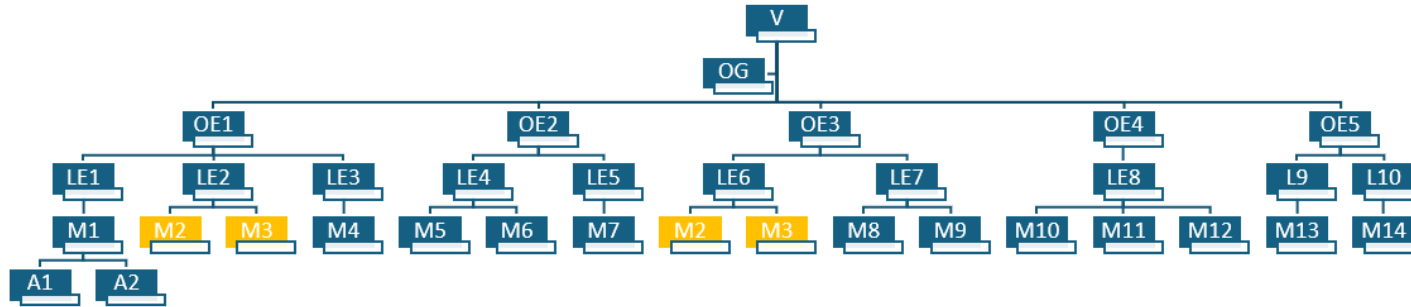 V
OG
OE1 OE2 OE3 OE4 OE5
LE1 LE2 LE3 LE4 LE5 LE6 LE7 LE8 L9 L10
M1 M2 M3 M4 M5 M6 M7 M2 M3 M8 M9 M10 M11 M12 M13 M14
A1 A2